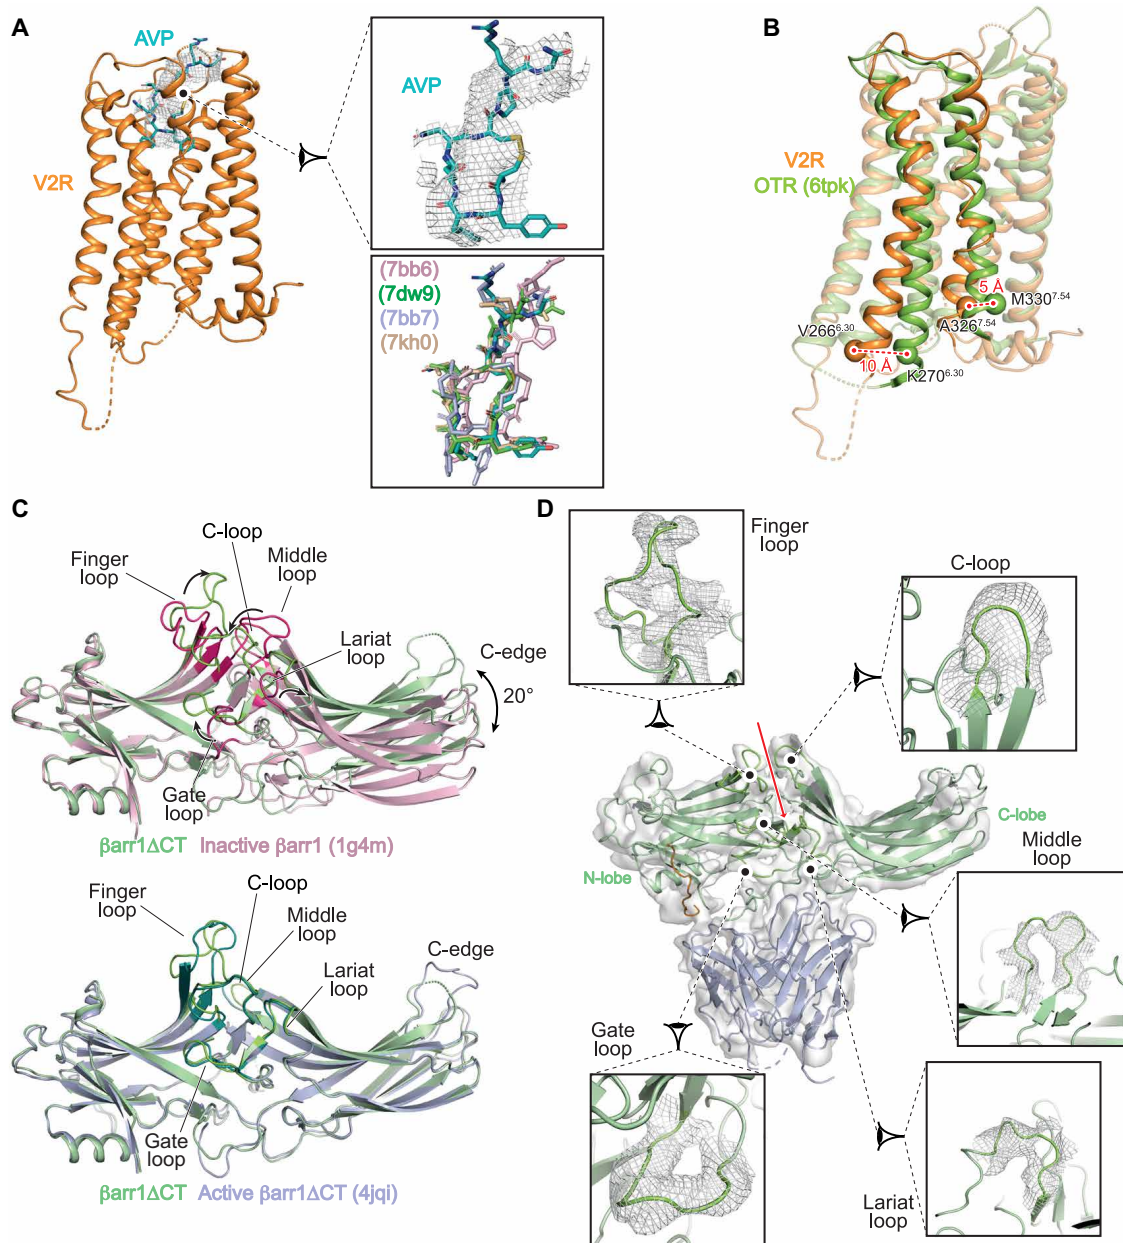 A
AVP
V2R
AVP
(7bb6)
(7dw9)
(7bb7)
(7kh0)
B
V2R
OTR (6tpk)
5 Å
M330^7.54
A326^7.54
V266^6.30
10 Å
K270^6.30
C
C-loop
Finger
loop
Middle
loop
Lariat
loop
C-edge
20°
Gate
loop
βarr1ΔCT Inactive βarr1 (1g4m)
C-loop
Finger
loop
Middle
loop
C-edge
Lariat
loop
Gate
loop
βarr1ΔCT Active βarr1ΔCT (4jqi)
D
Finger
loop
C-loop
C-lobe
N-lobe
Middle
loop
Gate
loop
Lariat
loop